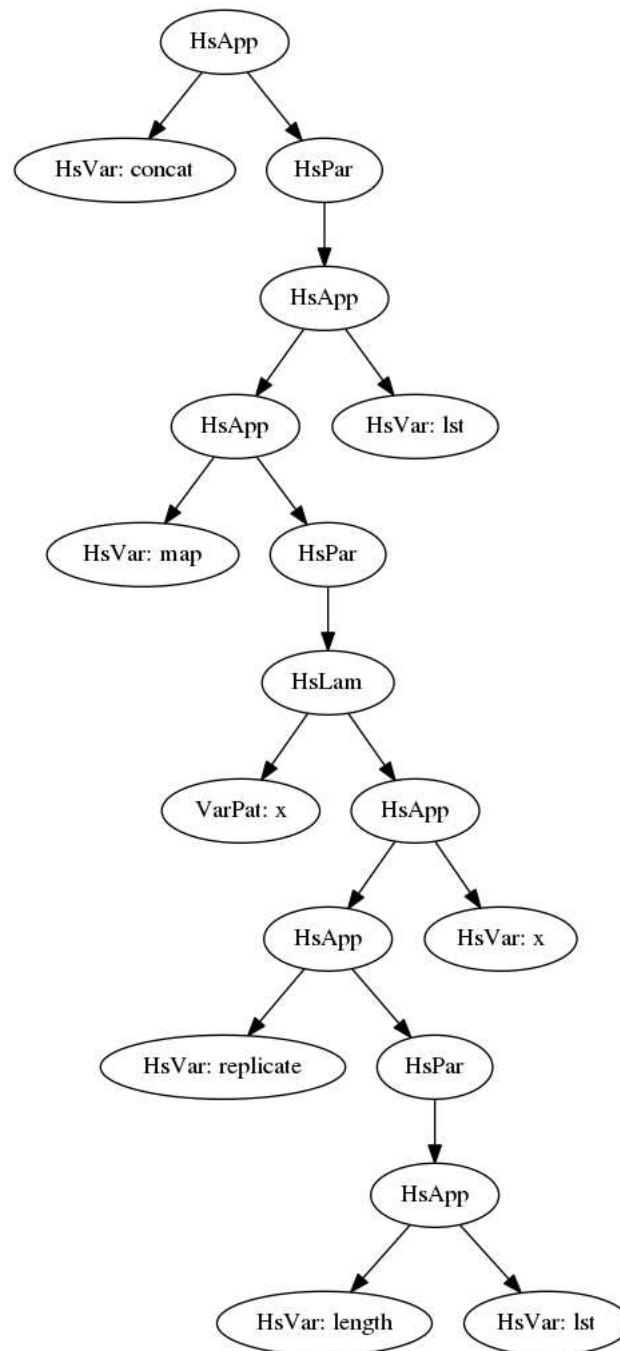 HsApp
HsVar: concat
HsPar
HsApp
HsApp
HsVar: lst
HsVar: map
HsPar
HsLam
VarPat: x
HsApp
HsApp
HsVar: x
HsVar: replicate
HsPar
HsApp
HsVar: length
HsVar: lst